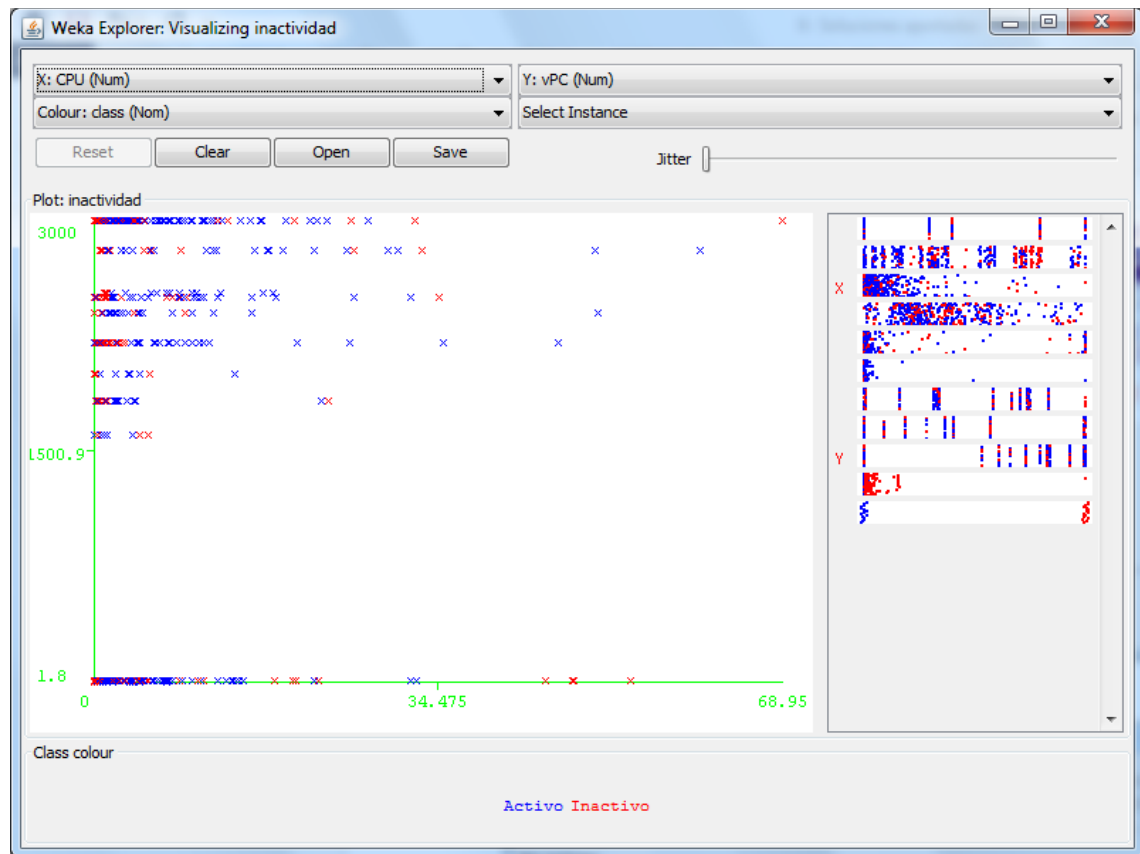 Weka Explorer: Visualizing inactividad
X: CPU (Num) Y: vPC (Num)
Colour: class (Nom) Select Instance
Reset Clear Open Save Jitter
Plot: inactividad
3000
X
1500.9
Y
1.8
0 34.475 68.95
Class colour
Activo Inactivo